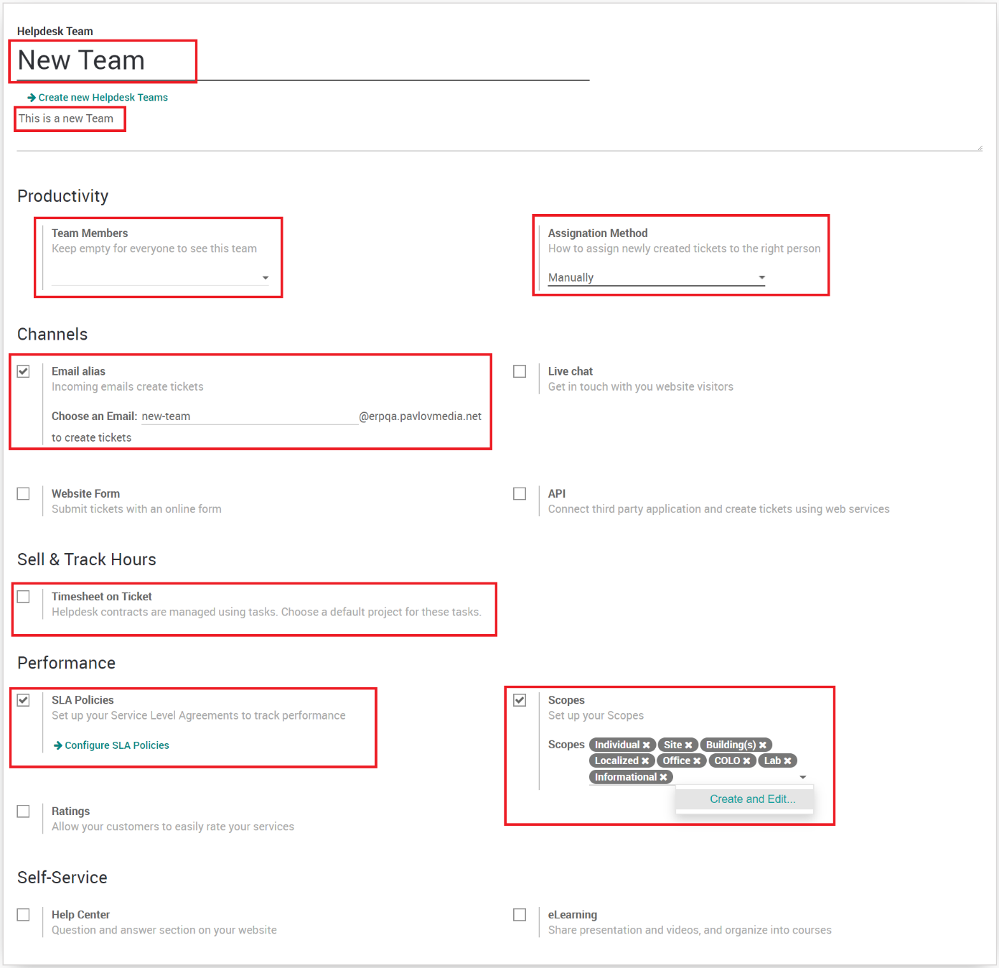 Helpdesk Team
New Team
Create new Helpdesk Teams
This is a new Team
Productivity
Team Members
Keep empty for everyone to see this team
Assignation Method
How to assign newly created tickets to the right person
Manually
Channels
Email alias
Incoming emails create tickets
Choose an Email: new-team @erpqa.pavlovmedia.net
to create tickets
Live chat
Get in touch with you website visitors
Website Form
Submit tickets with an online form
API
Connect third party application and create tickets using web services
Sell & Track Hours
Timesheet on Ticket
Helpdesk contracts are managed using tasks. Choose a default project for these tasks.
Performance
SLA Policies
Set up your Service Level Agreements to track performance
Configure SLA Policies
Scopes
Set up your Scopes
Scopes Individual Site Building(s)
Localized Office COLO Lab
Informational
Create and Edit...
Ratings
Allow your customers to easily rate your services
Self-Service
Help Center
Question and answer section on your website
eLearning
Share presentation and videos, and organize into courses